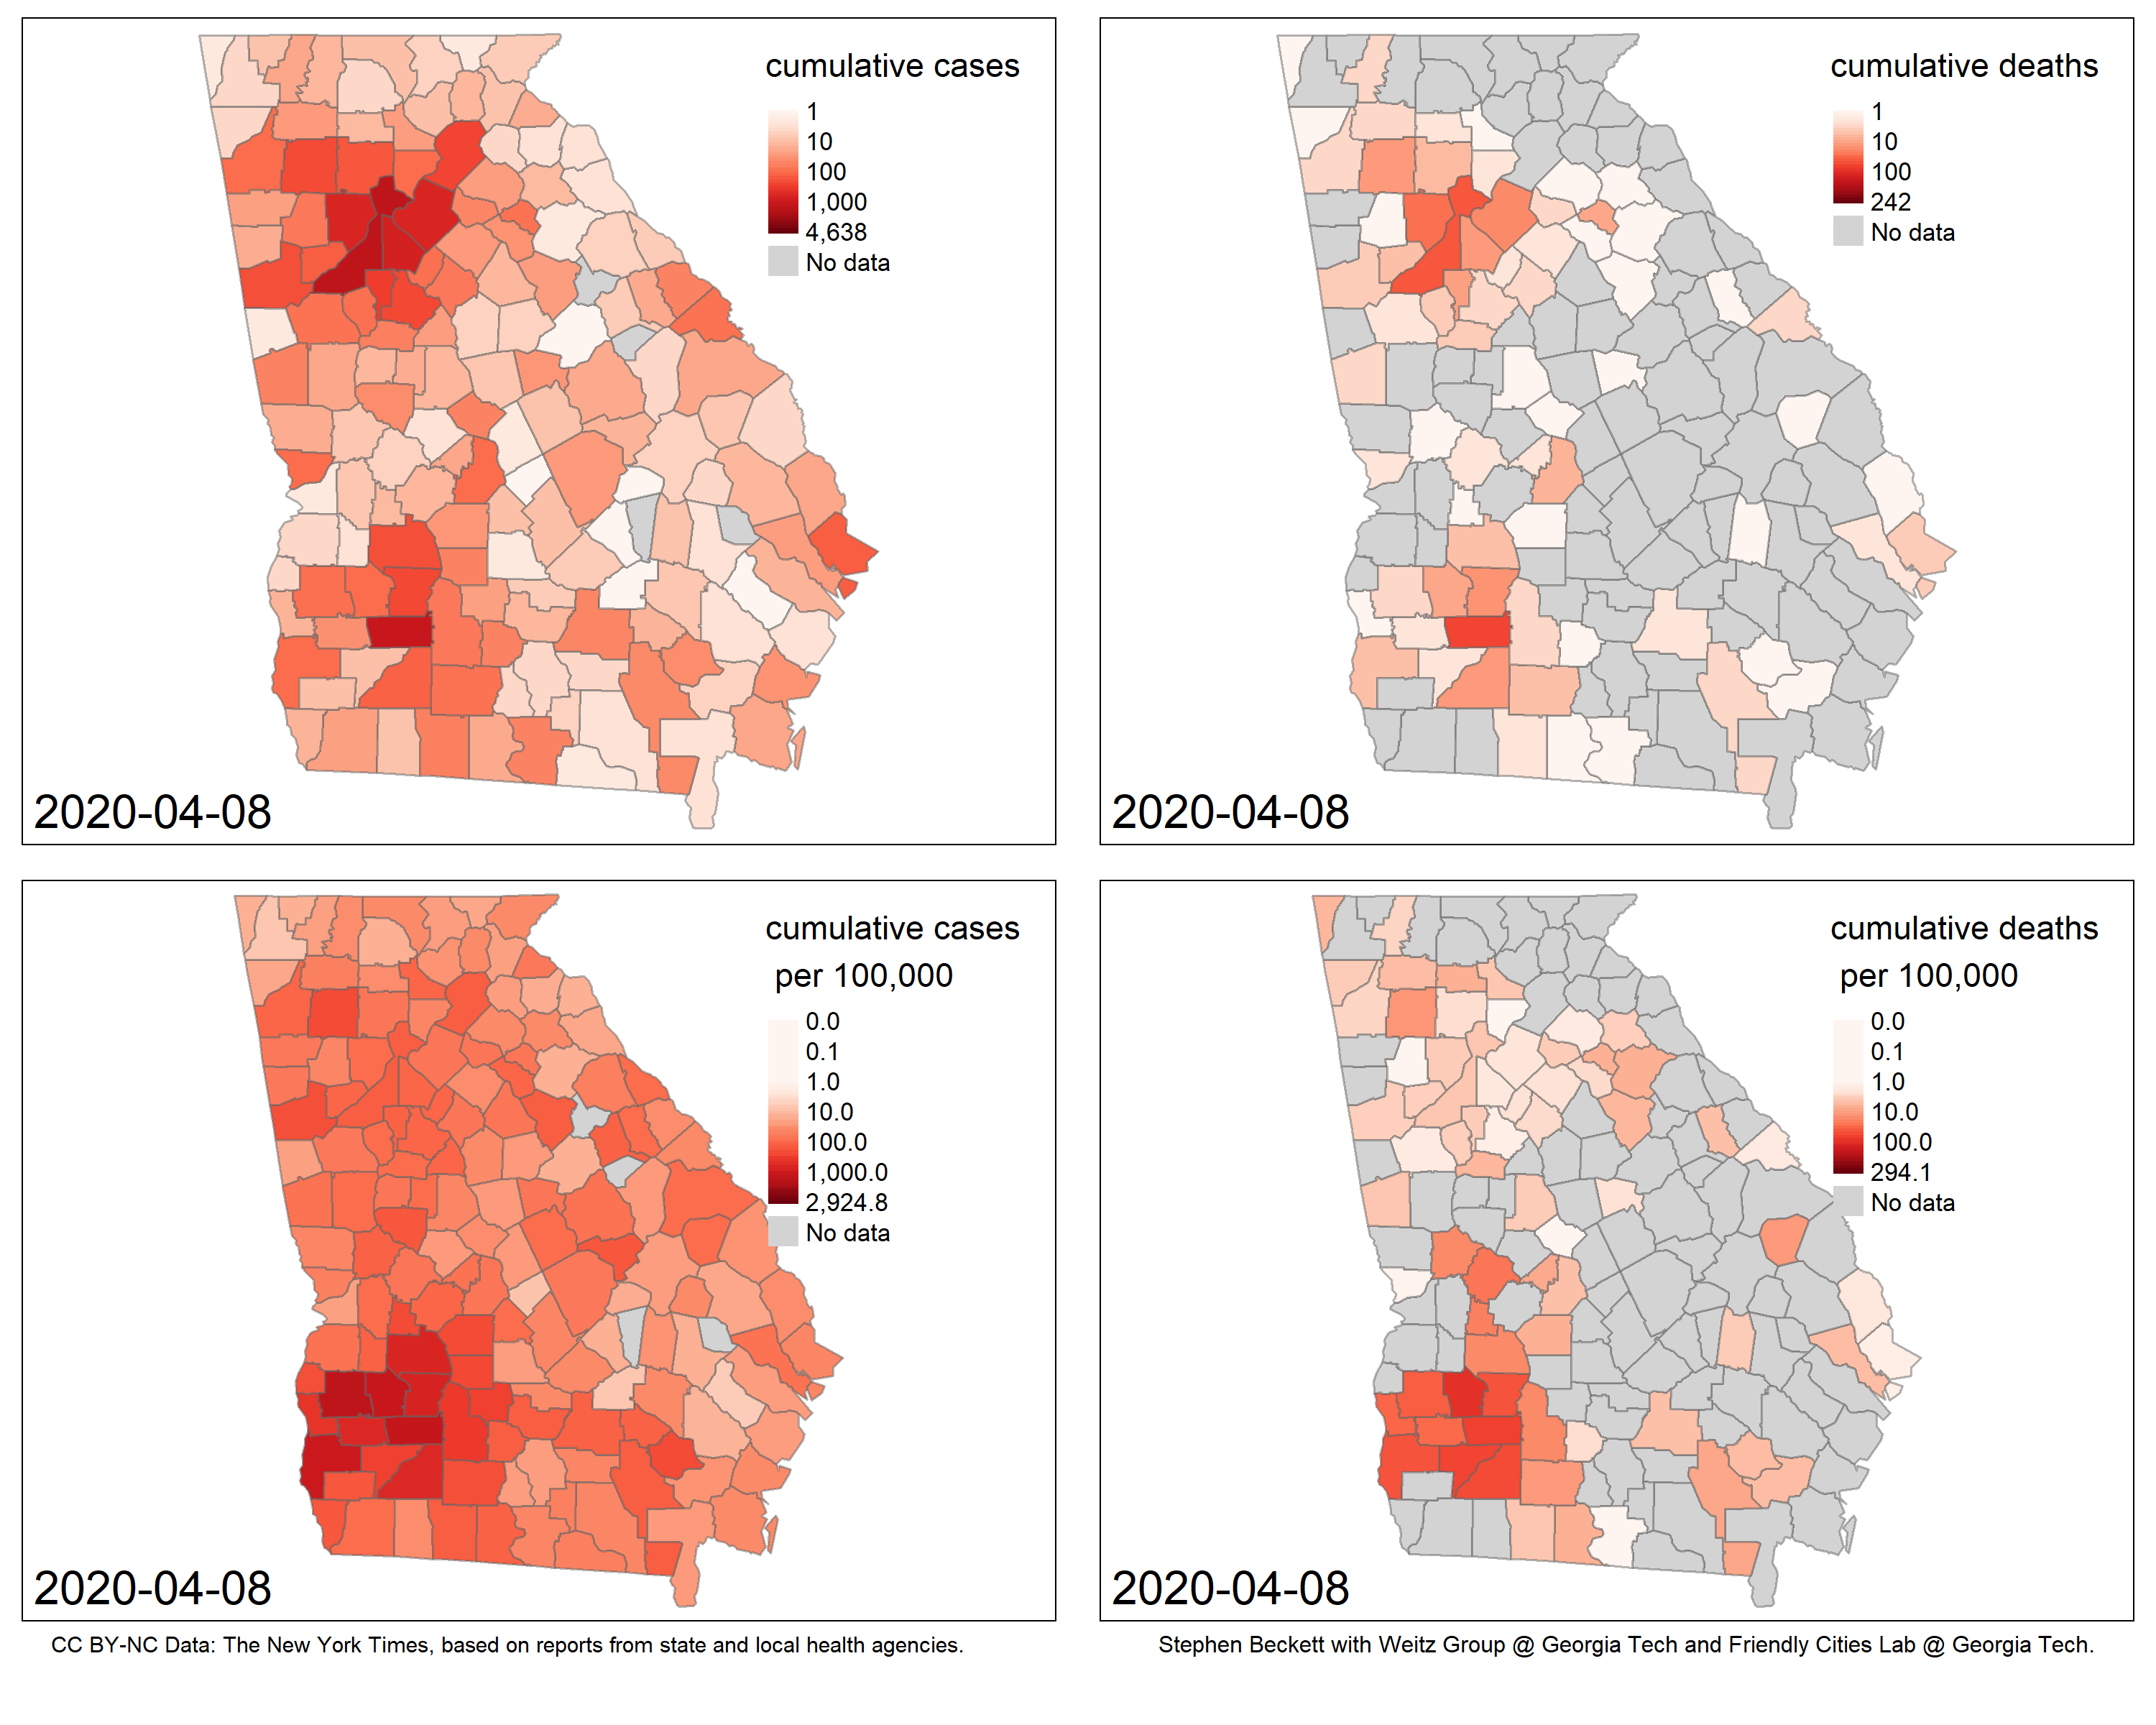 cumulative cases
1
10
100
1,000
4,638
No data
2020-04-08
cumulative deaths
1
10
100
242
No data
2020-04-08
cumulative cases
per 100,000
0.0
0.1
1.0
10.0
100.0
1,000.0
2,924.8
No data
2020-04-08
cumulative deaths
per 100,000
0.0
0.1
1.0
10.0
100.0
294.1
No data
2020-04-08
CC BY-NC Data: The New York Times, based on reports from state and local health agencies.
Stephen Beckett with Weitz Group @ Georgia Tech and Friendly Cities Lab @ Georgia Tech.